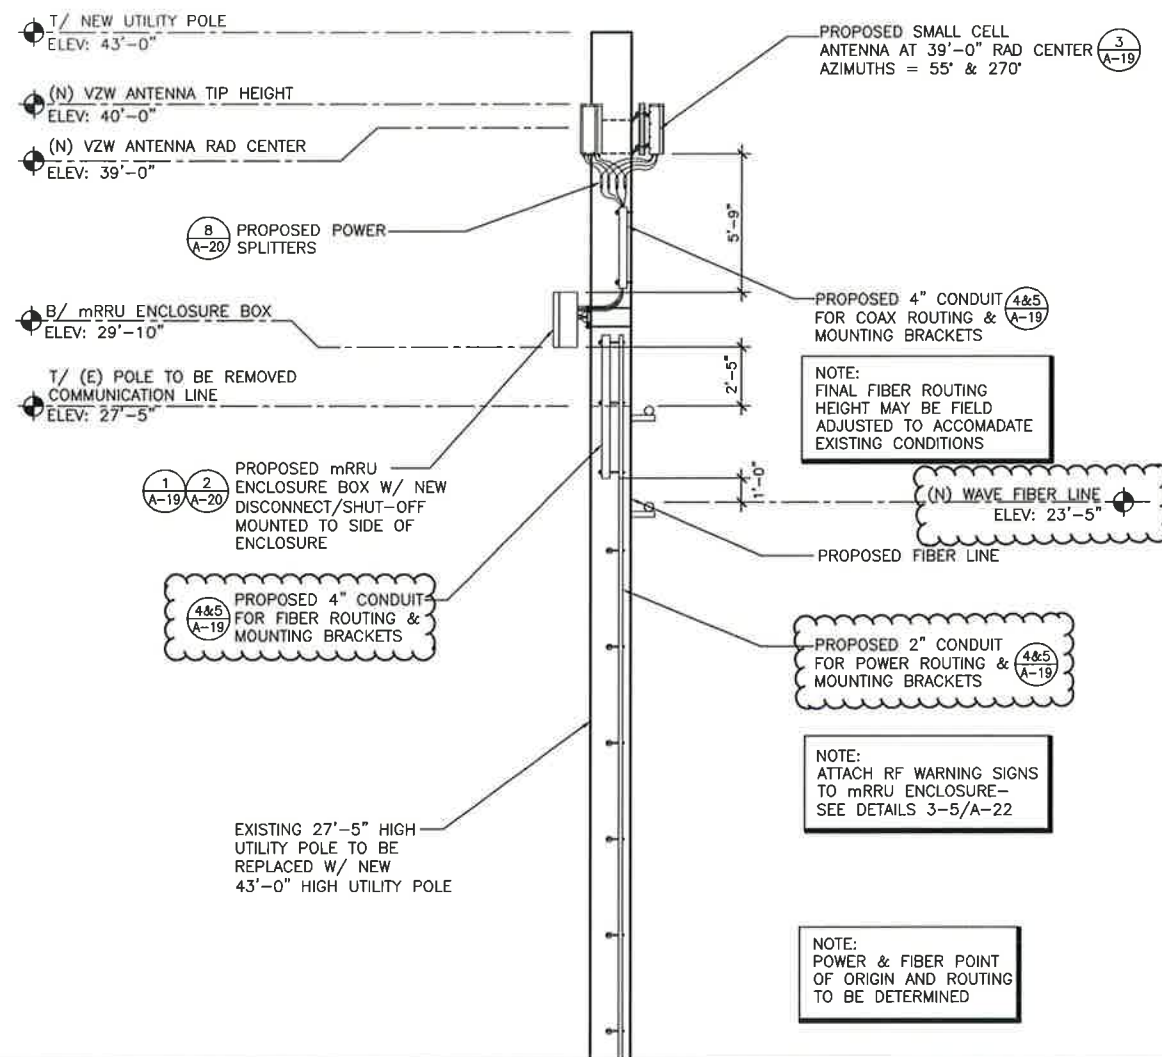 T/ NEW UTILITY POLE
ELEV: 43'-0"
(N) VZW ANTENNA TIP HEIGHT
ELEV: 40'-0"
(N) VZW ANTENNA RAD CENTER
ELEV: 39'-0"
PROPOSED SMALL CELL
ANTENNA AT 39'-0" RAD CENTER
AZIMUTHS = 55° & 270°
3
A-19
8
A-20
PROPOSED POWER
SPLITTERS
5'-9"
B/ mRRU ENCLOSURE BOX
ELEV: 29'-10"
PROPOSED 4" CONDUIT
FOR COAX ROUTING &
MOUNTING BRACKETS
4&5
A-19
2'-5"
T/ (E) POLE TO BE REMOVED
COMMUNICATION LINE
ELEV: 27'-5"
NOTE:
FINAL FIBER ROUTING
HEIGHT MAY BE FIELD
ADJUSTED TO ACCOMADATE
EXISTING CONDITIONS
1
A-19
2
A-20
PROPOSED mRRU
ENCLOSURE BOX W/ NEW
DISCONNECT/SHUT-OFF
MOUNTED TO SIDE OF
ENCLOSURE
1'-0"
(N) WAVE FIBER LINE
ELEV: 23'-5"
PROPOSED FIBER LINE
4&5
A-19
PROPOSED 4" CONDUIT
FOR FIBER ROUTING &
MOUNTING BRACKETS
PROPOSED 2" CONDUIT
FOR POWER ROUTING &
MOUNTING BRACKETS
4&5
A-19
NOTE:
ATTACH RF WARNING SIGNS
TO mRRU ENCLOSURE-
SEE DETAILS 3-5/A-22
EXISTING 27'-5" HIGH
UTILITY POLE TO BE
REPLACED W/ NEW
43'-0" HIGH UTILITY POLE
NOTE:
POWER & FIBER POINT
OF ORIGIN AND ROUTING
TO BE DETERMINED